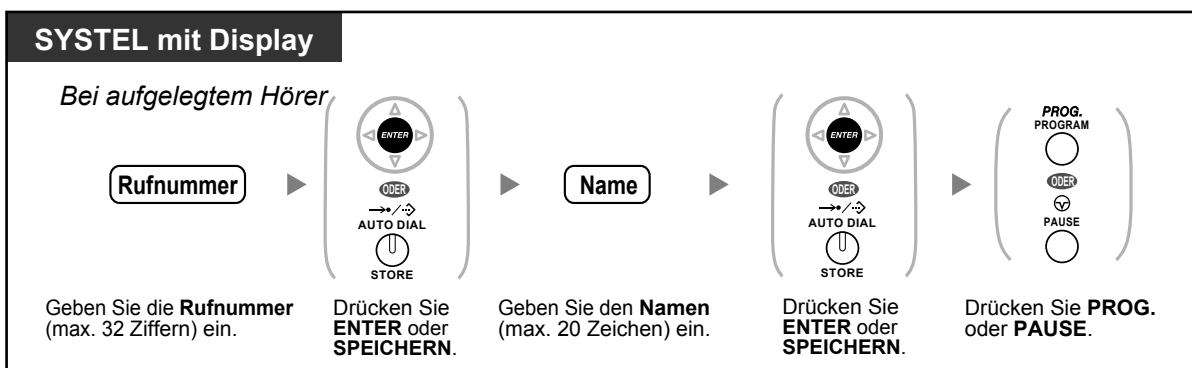 SYSTEL mit Display
Bei aufgelegtem Hörer
Rufnummer
ENTER
ODER
AUTO DIAL
STORE
Name
ENTER
ODER
AUTO DIAL
STORE
PROG.
PROGRAM
ODER
PAUSE
Geben Sie die Rufnummer
(max. 32 Ziffern) ein.
Drücken Sie
ENTER oder
SPEICHERN.
Geben Sie den Namen
(max. 20 Zeichen) ein.
Drücken Sie
ENTER oder
SPEICHERN.
Drücken Sie PROG.
oder PAUSE.